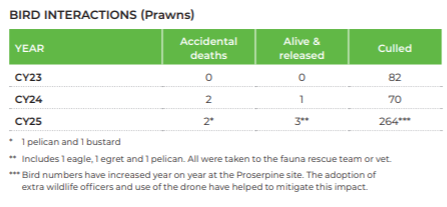 BIRD INTERACTIONS (Prawns)
YEAR Accidental deaths Alive & released Culled
CY23 0 0 82
CY24 2 1 70
CY25 2* 3** 264***
* 1 pelican and 1 bustard
** Includes 1 eagle, 1 egret and 1 pelican. All were taken to the fauna rescue team or vet.
*** Bird numbers have increased year on year at the Proserpine site. The adoption of
extra wildlife officers and use of the drone have helped to mitigate this impact.